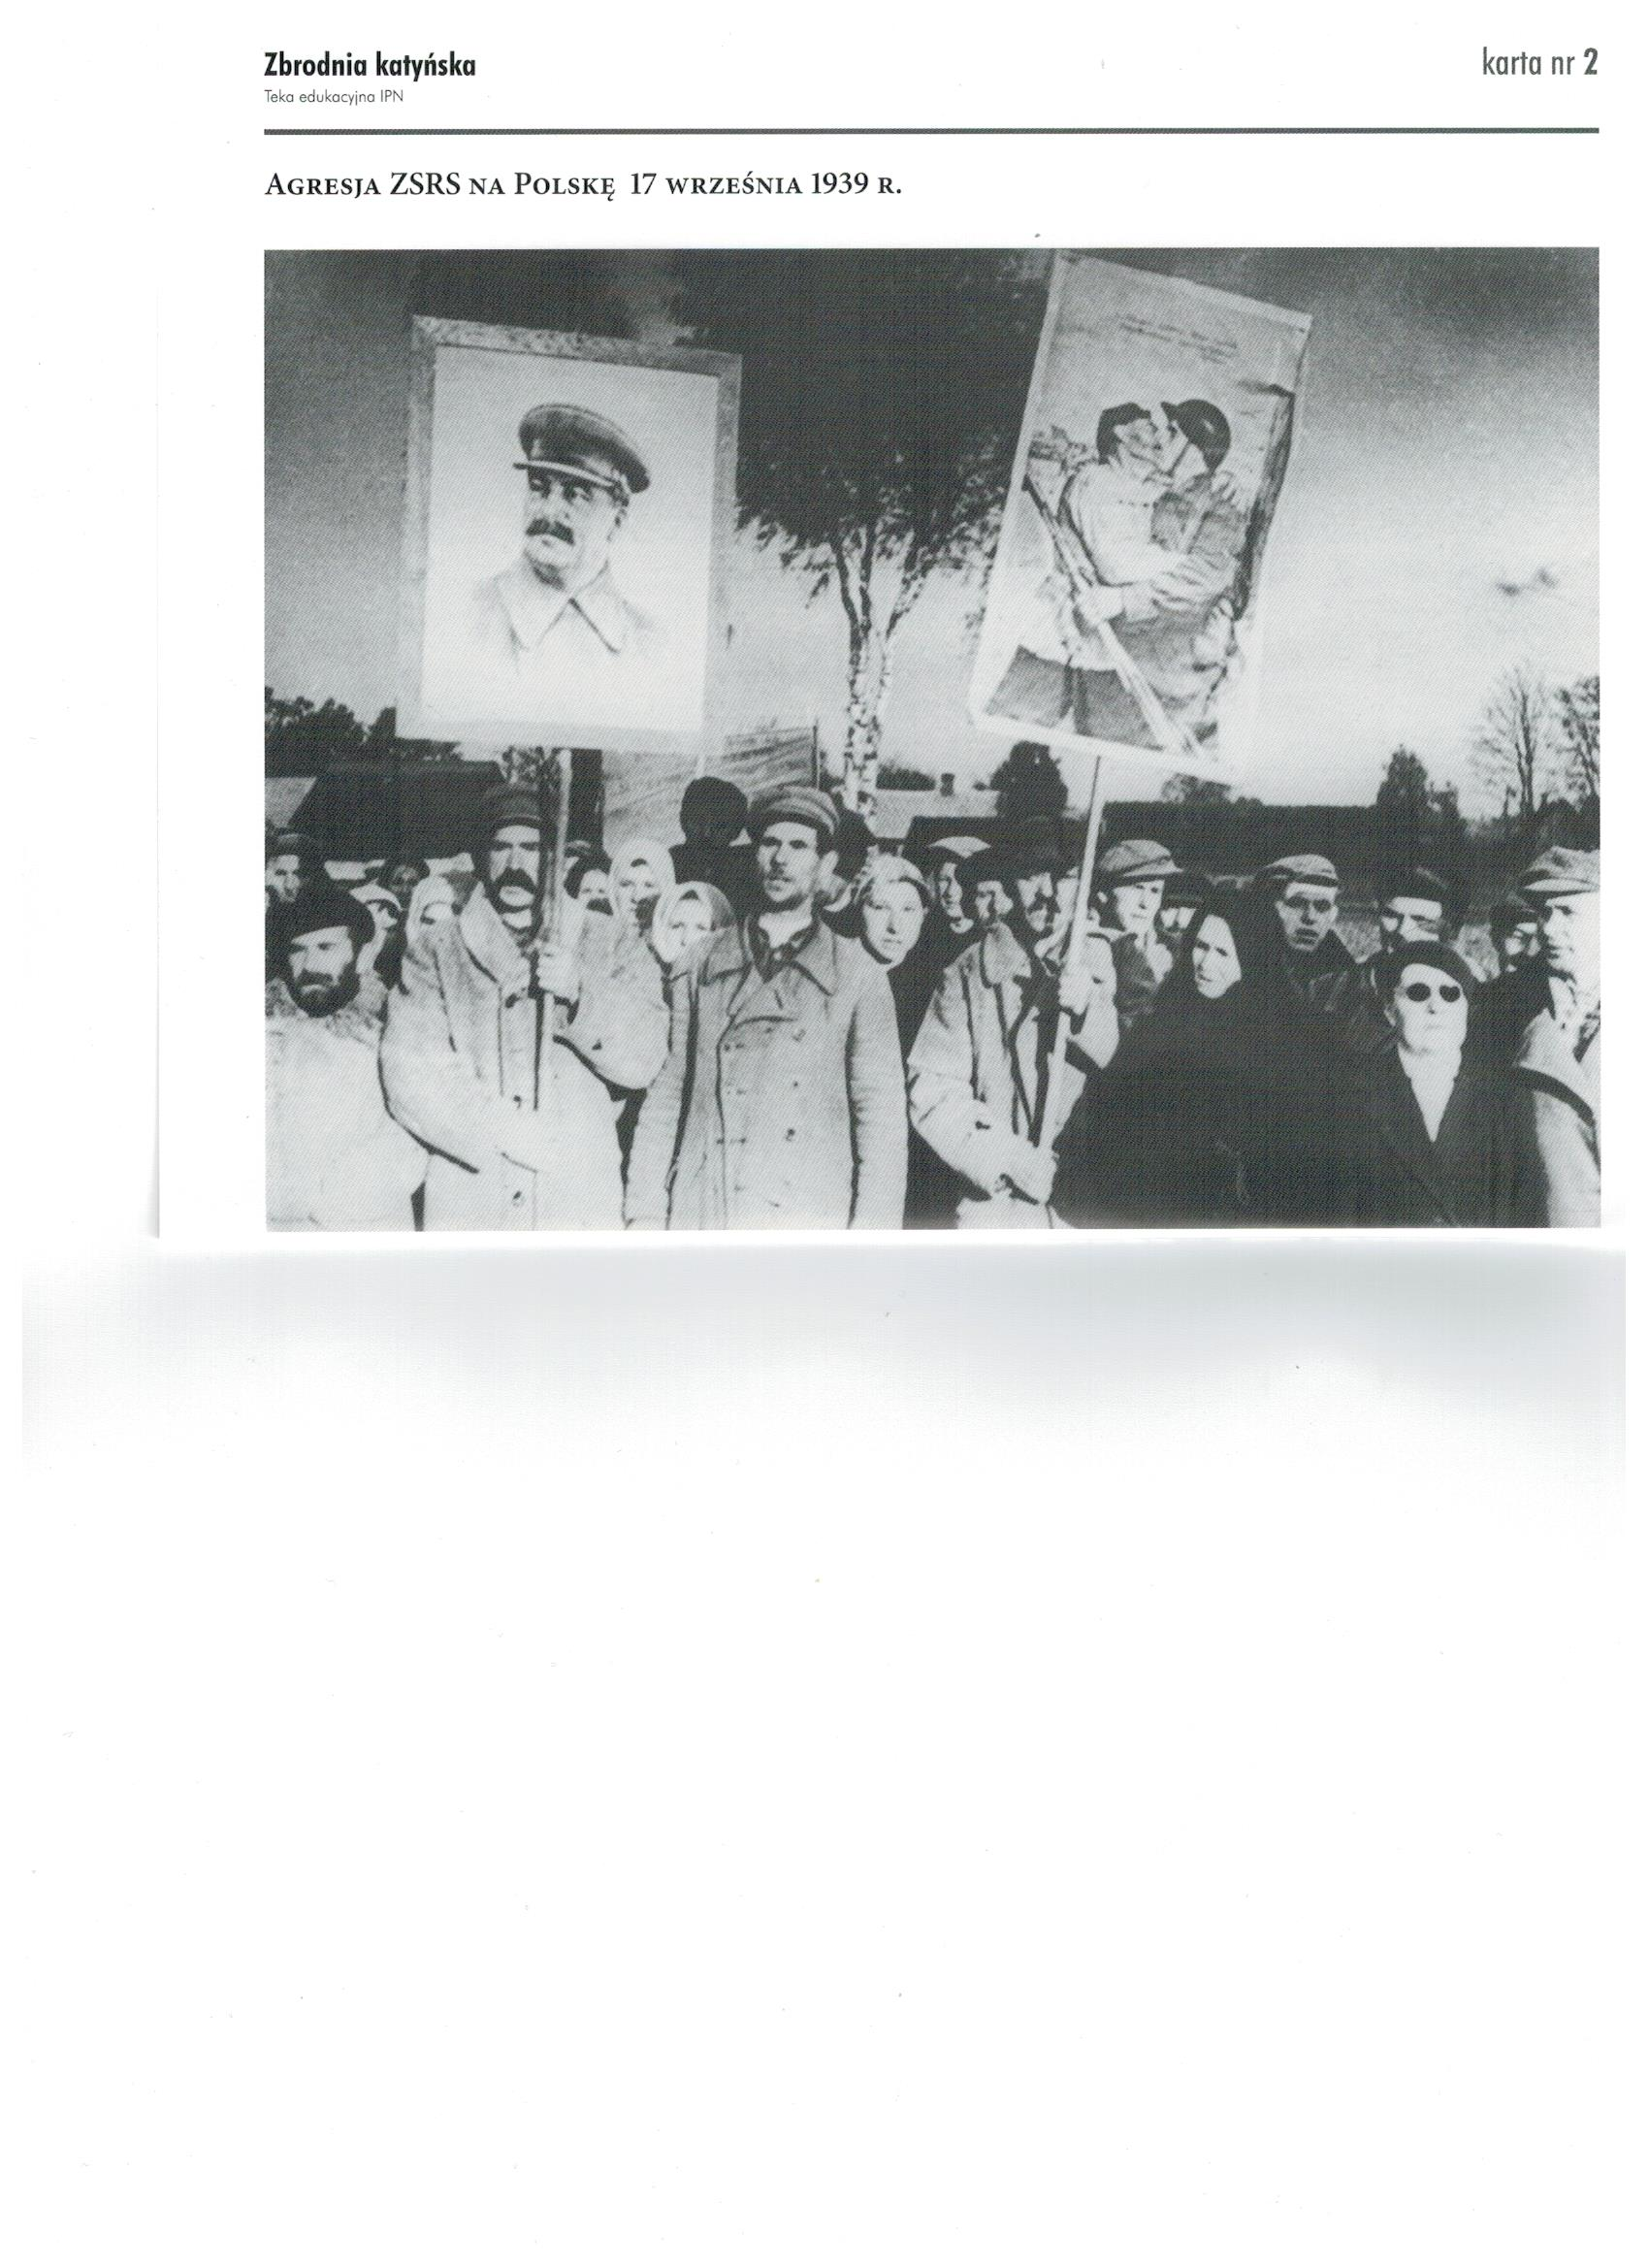 Zbrodnia katyńska
Teka edukacyjna IPN
karta nr 2
Agresja ZSRS na Polskę 17 września 1939 r.